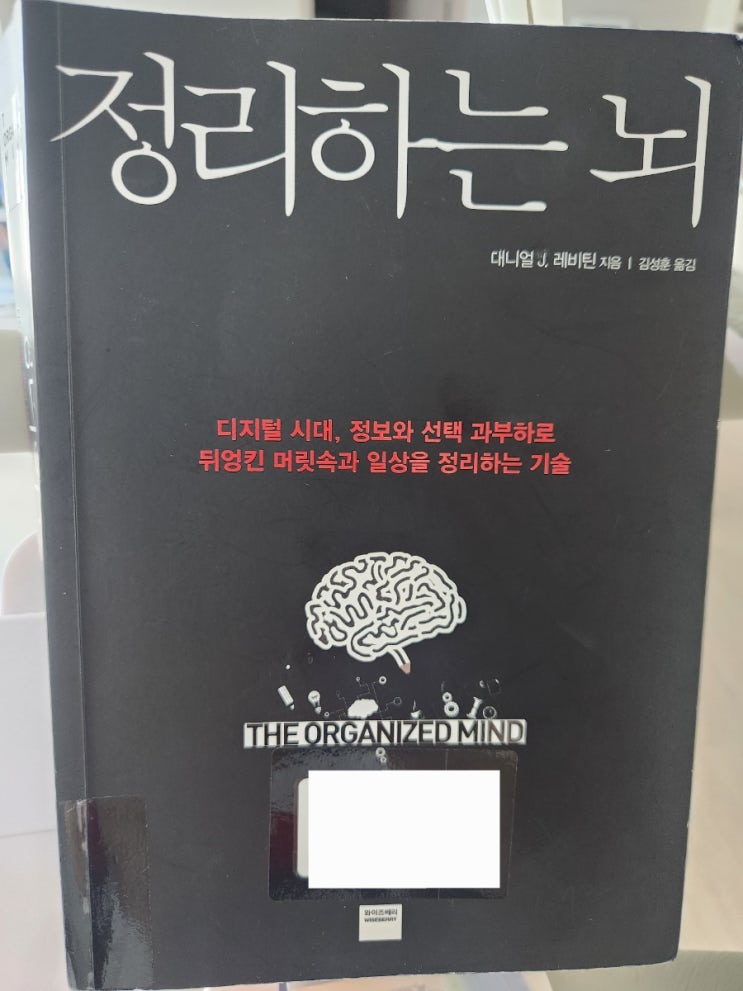 정리하는 뇌
대니얼 J. 레비틴 지음 | 김성훈 옮김
디지털 시대, 정보와 선택 과부하로
뒤엉킨 머릿속과 일상을 정리하는 기술
THE ORGANIZED MIND
와이즈베리
WISEBERRY